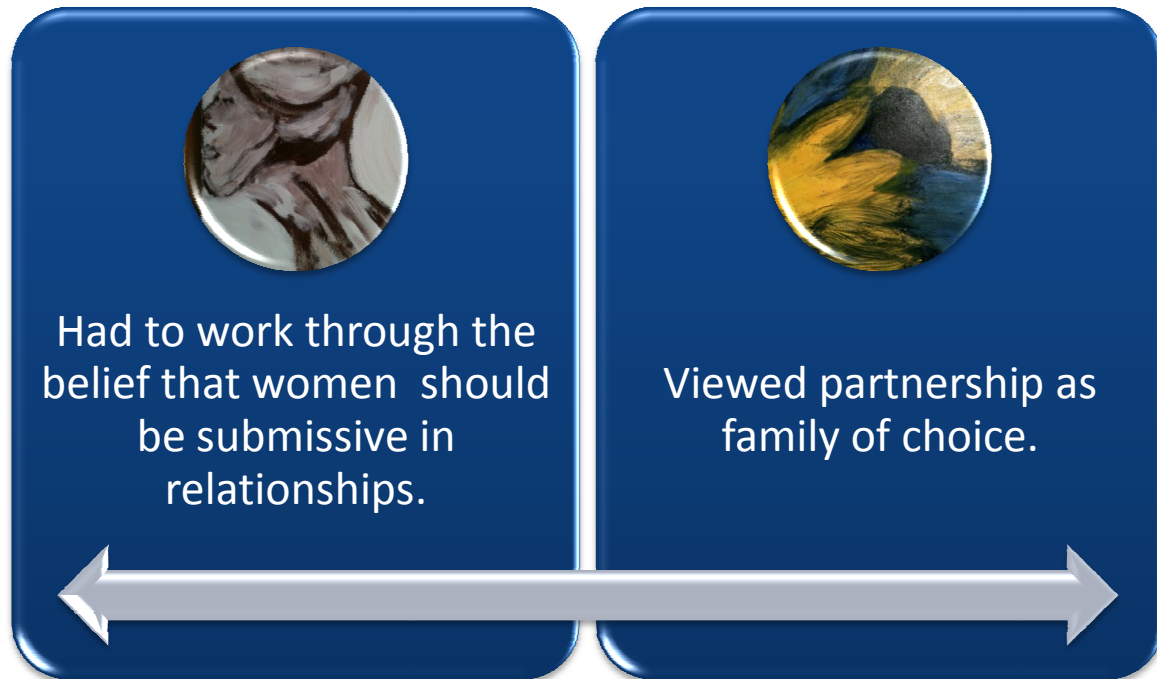 Had to work through the
belief that women  should
be submissive in
relationships.
Viewed partnership as
family of choice.